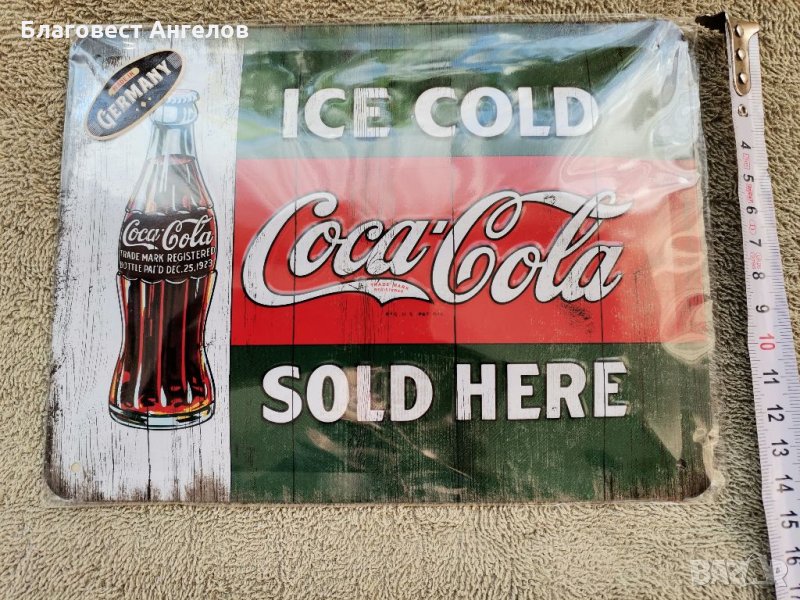 Благовест Ангелов
GERMANY
ICE COLD
Coca-Cola
TRADE MARK REGISTERED
BOTTLE PAT'D DEC. 25, 1923
Coca-Cola
TRADE MARK
REGISTERED
SOLD HERE
4
5
6
7
8
9
10
11
12
13
14
15
16